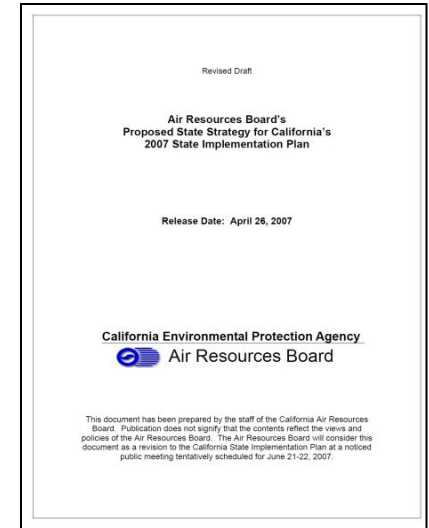 Revised Draft
Air Resources Board's
Proposed State Strategy for California's
2007 State Implementation Plan
Release Date: April 26, 2007
California Environmental Protection Agency
Air Resources Board
This document has been prepared by the staff of the California Air Resources
Board. Publication does not signify that the contents reflect the views and
policies of the Air Resources Board. The Air Resources Board will consider this
document as a revision to the California State Implementation Plan at a noticed
public meeting tentatively scheduled for June 21-22, 2007.